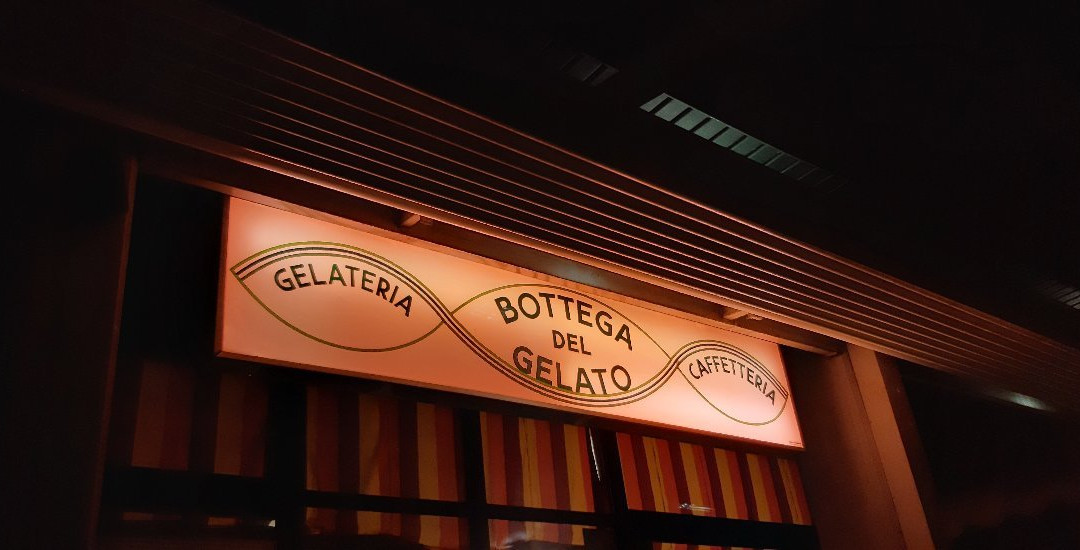 GELATERIA
BOTTEGA
DEL
GELATO
CAFFETTERIA